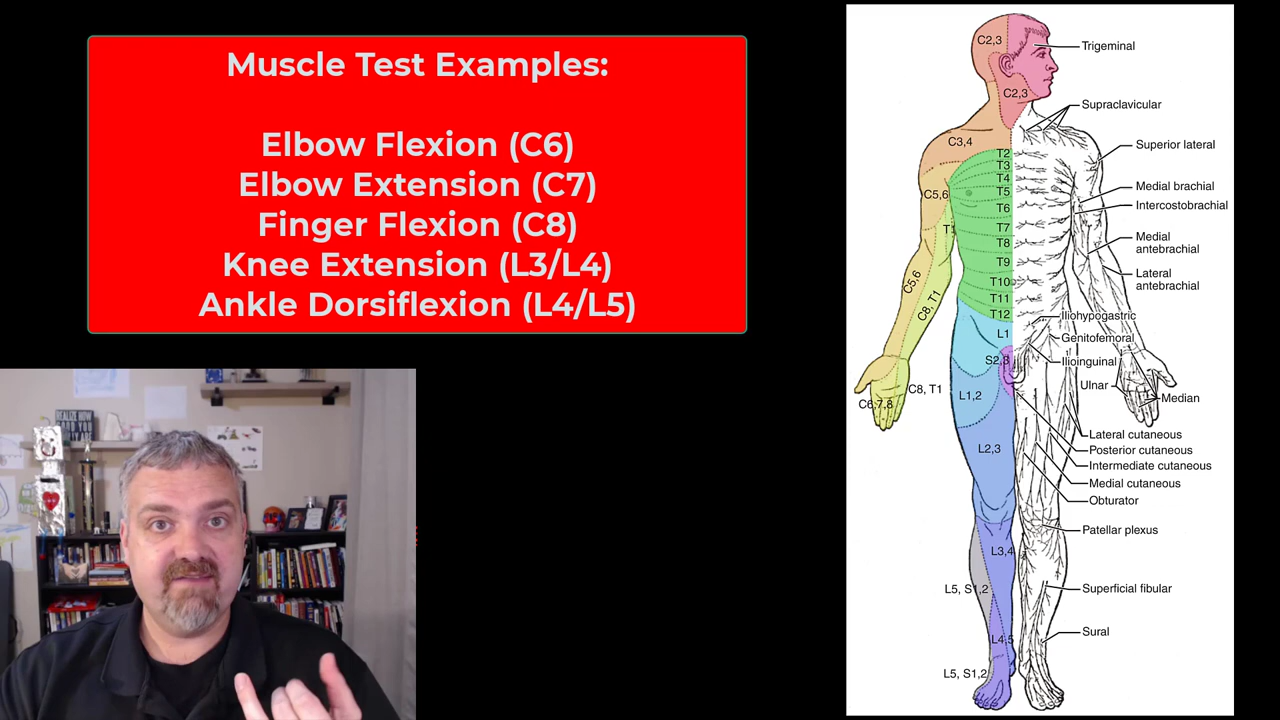 Muscle Test Examples:
Elbow Flexion (C6)
Elbow Extension (C7)
Finger Flexion (C8)
Knee Extension (L3/L4)
Ankle Dorsiflexion (L4/L5)
C2,3
Trigeminal
C2,3
Supraclavicular
C3,4
Superior lateral
T2
T3
T4
T5
C5,6
Medial brachial
T6
Intercostobrachial
T1
T7
T8
Medial
antebrachial
T9
C5,6
T10
Lateral
antebrachial
C8, T1
T11
T12
Iliohypogastric
L1
Genitofemoral
S2,3
Ilioinguinal
C8, T1
Ulnar
L1,2
C6,7,8
Median
Lateral cutaneous
L2,3
Posterior cutaneous
Intermediate cutaneous
Medial cutaneous
Obturator
Patellar plexus
L3,4
L5, S1,2
Superficial fibular
L4,5
Sural
L5, S1,2